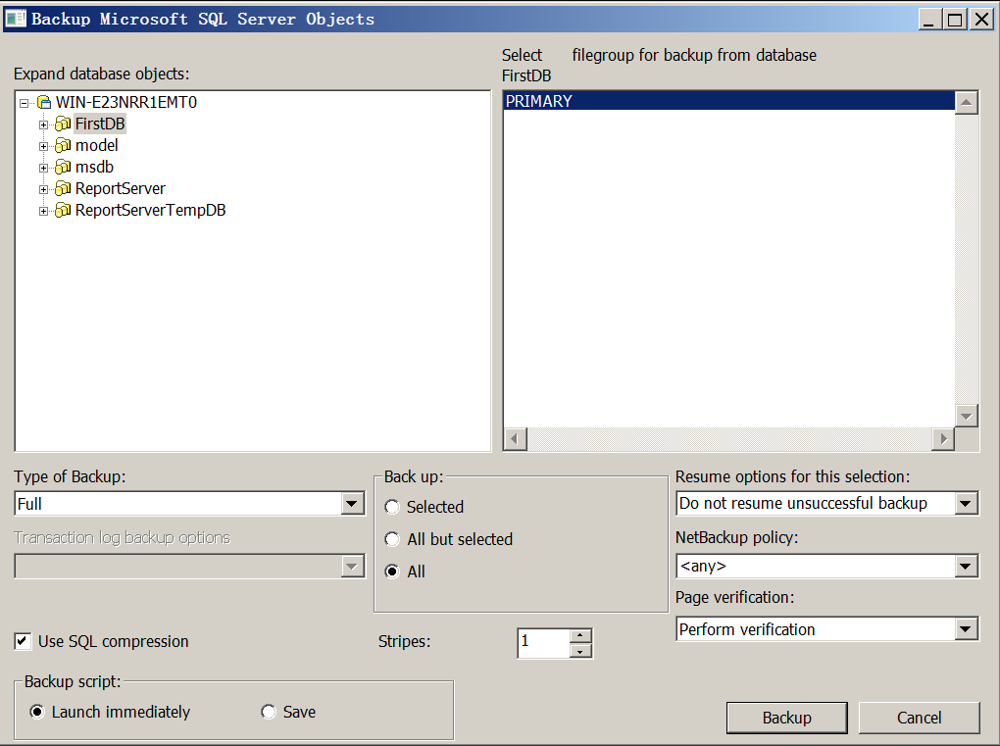 Backup Microsoft SQL Server Objects
Expand database objects:
Select filegroup for backup from database
FirstDB
WIN-E23NRR1EMT0
FirstDB
model
msdb
ReportServer
ReportServerTempDB
PRIMARY
Type of Backup:
Full
Transaction log backup options
Back up:
Selected
All but selected
All
Resume options for this selection:
Do not resume unsuccessful backup
NetBackup policy:
<any>
Page verification:
Perform verification
Use SQL compression
Stripes:
1
Backup script:
Launch immediately
Save
Backup
Cancel